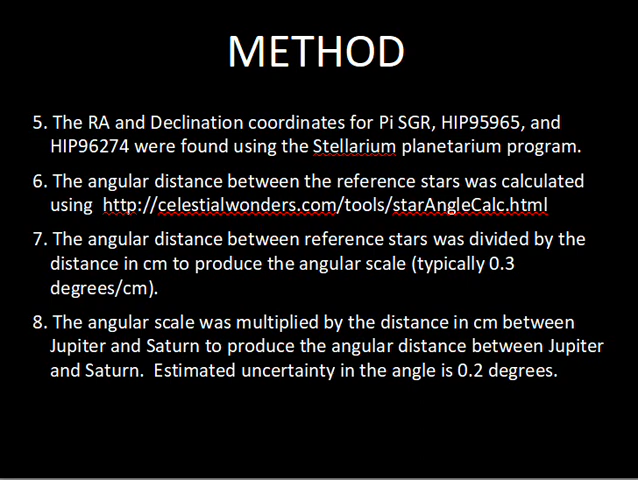 METHOD
5. The RA and Declination coordinates for Pi SGR, HIP95965, and
HIP96274 were found using the Stellarium planetarium program.
6. The angular distance between the reference stars was calculated
using  http://celestialwonders.com/tools/starAngleCalc.html
7. The angular distance between reference stars was divided by the
distance in cm to produce the angular scale (typically 0.3
degrees/cm).
8. The angular scale was multiplied by the distance in cm between
Jupiter and Saturn to produce the angular distance between Jupiter
and Saturn.  Estimated uncertainty in the angle is 0.2 degrees.